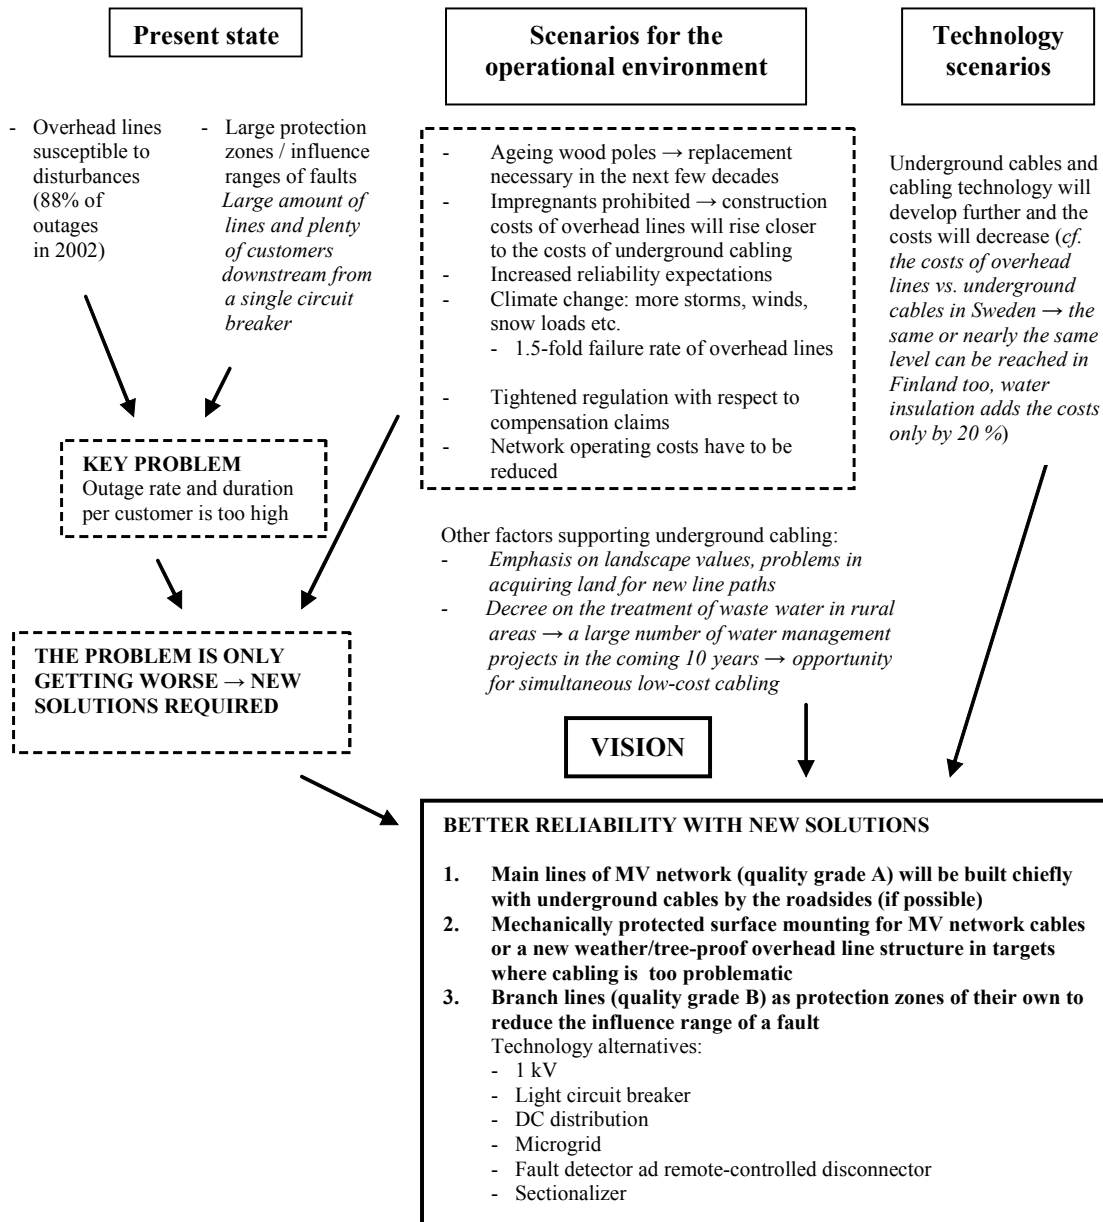 Present state
Scenarios for the
operational environment
Technology
scenarios
- Overhead lines
susceptible to
disturbances
(88% of
outages
in 2002)
- Large protection
zones / influence
ranges of faults
Large amount of
lines and plenty
of customers
downstream from
a single circuit
breaker
- Ageing wood poles → replacement
necessary in the next few decades
- Impregnants prohibited → construction
costs of overhead lines will rise closer
to the costs of underground cabling
- Increased reliability expectations
- Climate change: more storms, winds,
snow loads etc.
- 1.5-fold failure rate of overhead lines
- Tightened regulation with respect to
compensation claims
- Network operating costs have to be
reduced
Underground cables and
cabling technology will
develop further and the
costs will decrease (cf.
the costs of overhead
lines vs. underground
cables in Sweden → the
same or nearly the same
level can be reached in
Finland too, water
insulation adds the costs
only by 20 %)
KEY PROBLEM
Outage rate and duration
per customer is too high
Other factors supporting underground cabling:
- Emphasis on landscape values, problems in
acquiring land for new line paths
- Decree on the treatment of waste water in rural
areas → a large number of water management
projects in the coming 10 years → opportunity
for simultaneous low-cost cabling
THE PROBLEM IS ONLY
GETTING WORSE → NEW
SOLUTIONS REQUIRED
VISION
BETTER RELIABILITY WITH NEW SOLUTIONS
1. Main lines of MV network (quality grade A) will be built chiefly
with underground cables by the roadsides (if possible)
2. Mechanically protected surface mounting for MV network cables
or a new weather/tree-proof overhead line structure in targets
where cabling is too problematic
3. Branch lines (quality grade B) as protection zones of their own to
reduce the influence range of a fault
Technology alternatives:
- 1 kV
- Light circuit breaker
- DC distribution
- Microgrid
- Fault detector ad remote-controlled disconnector
- Sectionalizer